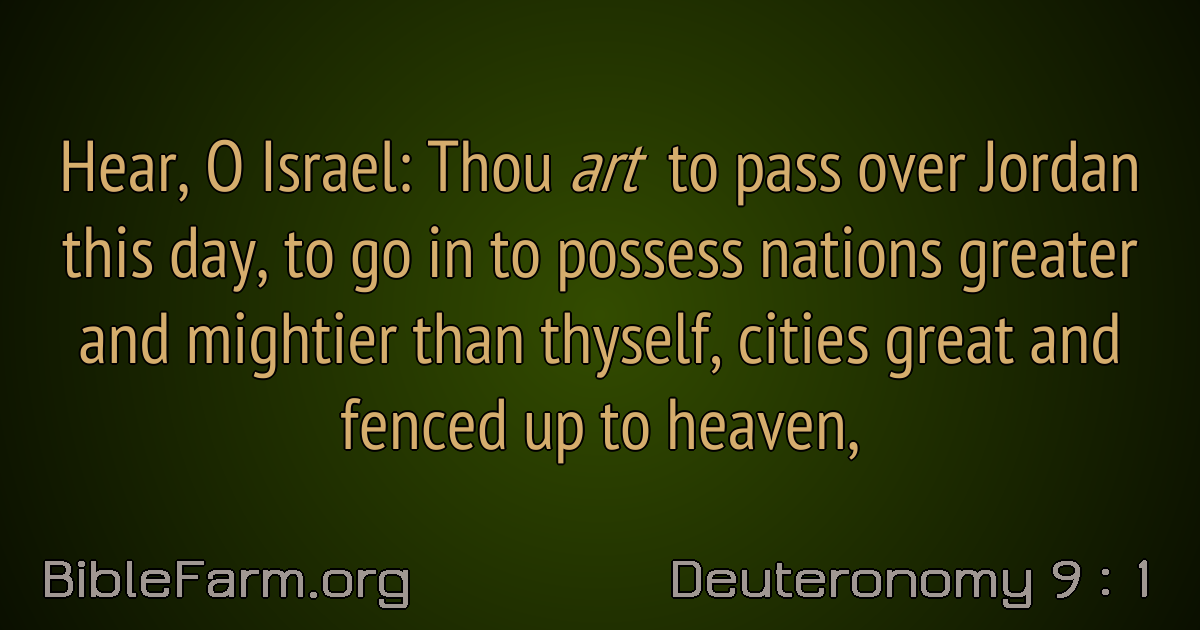 Hear, O Israel: Thou art to pass over Jordan
this day, to go in to possess nations greater
and mightier than thyself, cities great and
fenced up to heaven,
BibleFarm.org
Deuteronomy 9 : 1